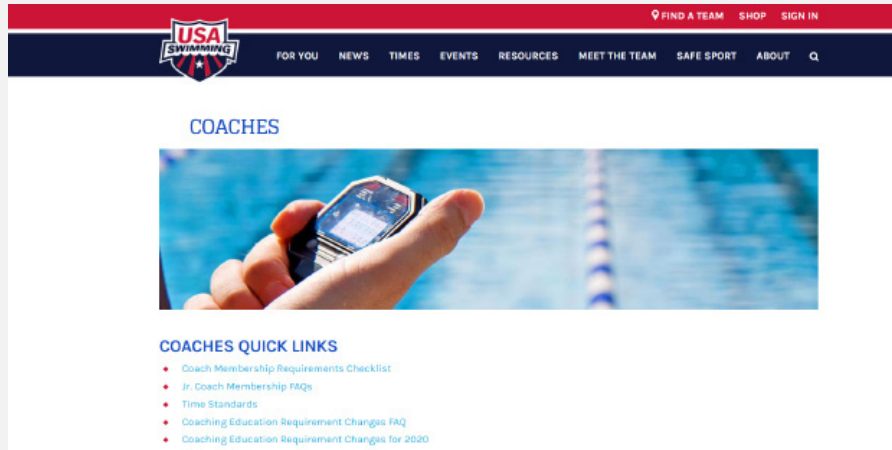 FIND A TEAM SHOP SIGN IN
USA
SWIMMING
FOR YOU NEWS TIMES EVENTS RESOURCES MEET THE TEAM SAFE SPORT ABOUT
COACHES
COACHES QUICK LINKS
Coach Membership Requirements Checklist
Jr. Coach Membership FAQs
Time Standards
Coaching Education Requirement Changes FAQ
Coaching Education Requirement Changes for 2020